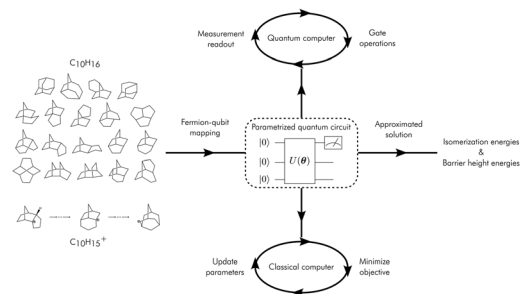 C10H16
Measurement
readout
Quantum computer
Gate
operations
Fermion-qubit
mapping
Parametrized quantum circuit
|0⟩
|0⟩
|0⟩
U(θ)
Approximated
solution
Isomerization energies
&
Barrier height energies
C10H15+
Update
parameters
Classical computer
Minimize
objective